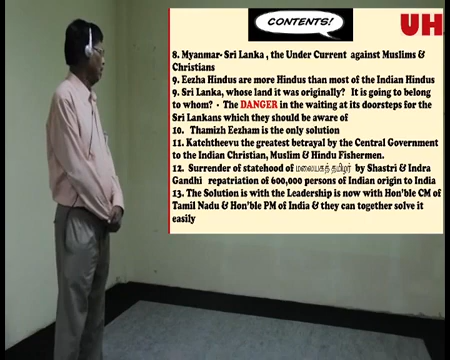 CONTENTS!
UH
8. Myanmar- Sri Lanka , the Under Current against Muslims &
Christians
9. Eezha Hindus are more Hindus than most of the Indian Hindus
9. Sri Lanka, whose land it was originally? It is going to belong
to whom? - The DANGER in the waiting at its doorsteps for the
Sri Lankans which they should be aware of
10. Thamizh Eezham is the only solution
11. Katchtheevu the greatest betrayal by the Central Government
to the Indian Christian, Muslim & Hindu Fishermen.
12. Surrender of statehood of மலையகத் தமிழர் by Shastri & Indra
Gandhi repatriation of 600,000 persons of Indian origin to India
13. The Solution is with the Leadership is now with Hon'ble CM of
Tamil Nadu & Hon'ble PM of India & they can together solve it
easily